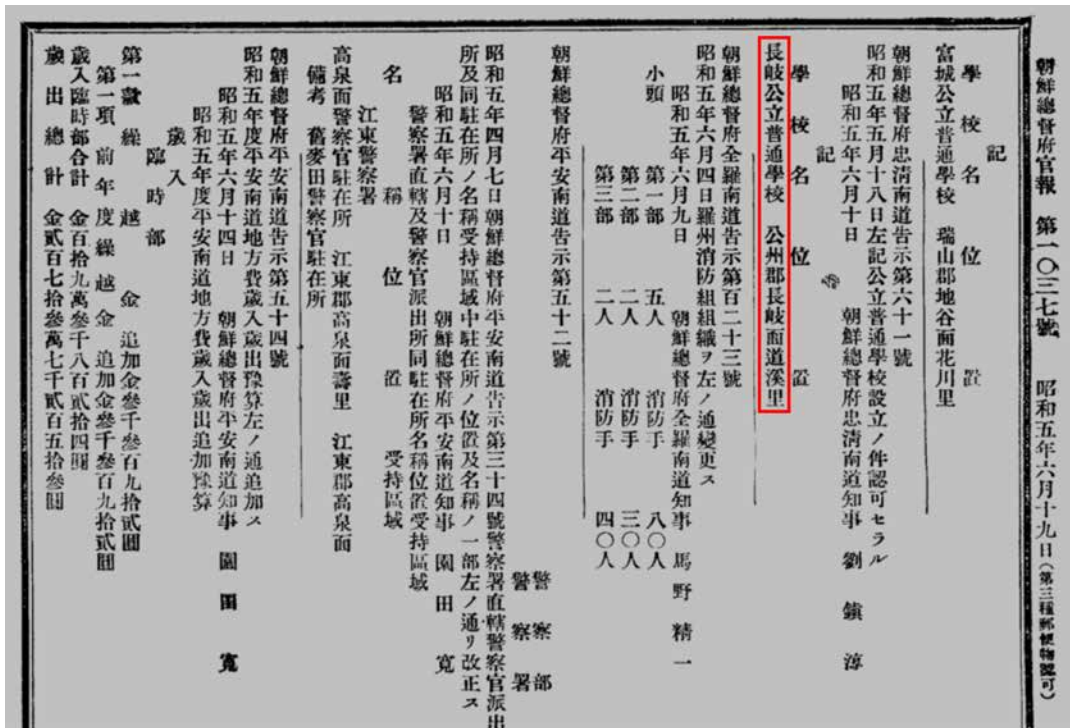 朝鮮總督府官報 第一〇三七號 昭和五年六月十九日(第三種郵便物認可)
記
學校名 位置
富城公立普通學校 瑞山郡地谷面花川里
朝鮮總督府忠清南道告示第六十一號
昭和五年五月十八日左記公立普通學校設立ノ件認可セラル
昭和五年六月十日 朝鮮總督府忠清南道知事 劉鎭淳
記
學校名 位置
長岐公立普通學校 公州郡長岐面道溪里
朝鮮總督府全羅南道告示第百二十三號
昭和五年六月四日羅州消防組組織ヲ左ノ通變更ス
昭和五年六月九日 朝鮮總督府全羅南道知事 馬野精一
小頭 第一部 五人 消防手 八〇人
第二部 二人 消防手 三〇人
第三部 二人 消防手 四〇人
朝鮮總督府平安南道告示第五十二號
警察部
警察署
昭和五年四月七日朝鮮總督府平安南道告示第三十四號警察署直轄警察官派出
所及同駐在所ノ名稱受持區域中駐在所ノ位置及名稱ノ一部左ノ通リ改正ス
昭和五年六月十日 朝鮮總督府平安南道知事 園田寬
警察署直轄及警察官派出所同駐在所名稱位置受持區域
名稱 位置 受持區域
江東警察署
高泉面警察官駐在所 江東郡高泉面壽里 江東郡高泉面
備考 舊麥田警察官駐在所
朝鮮總督府平安南道告示第五十四號
昭和五年度平安南道地方費歲入歲出豫算左ノ通追加ス
昭和五年六月十四日 朝鮮總督府平安南道知事 園田寬
昭和五年度平安南道地方費歲入歲出追加豫算
歲入
臨時部
第一款 繰越金 追加金參千參百九拾貳圓
第一項 前年度繰越金 追加金參千參百九拾貳圓
歲入臨時部合計 金百拾九萬參千八百貳拾四圓
歲出總計 金貳百七拾參萬七千貳百五拾參圓